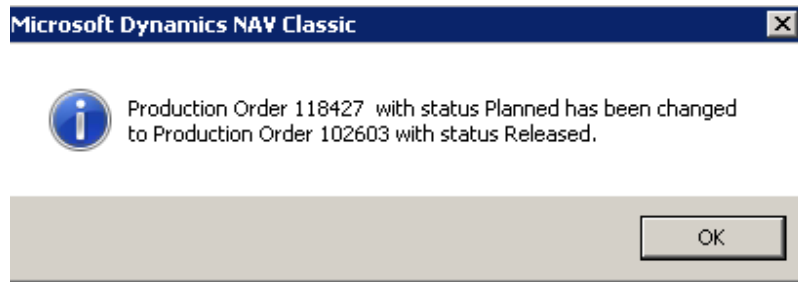 Microsoft Dynamics NAV Classic
Production Order 118427 with status Planned has been changed
to Production Order 102603 with status Released.
OK